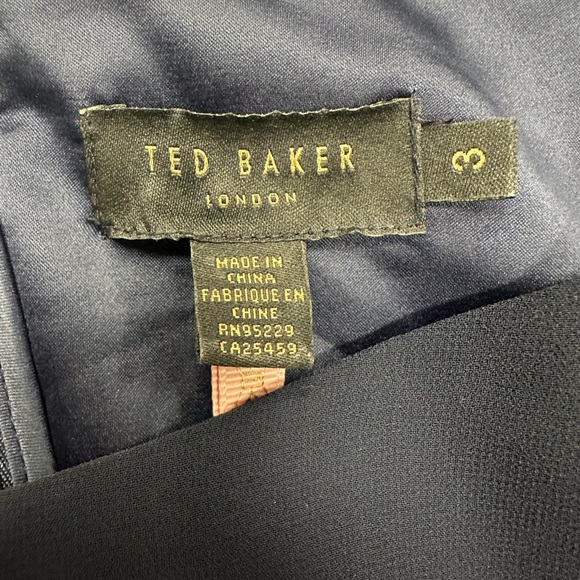 TED BAKER
LONDON
3
MADE IN
CHINA
FABRIQUE EN
CHINE
RN95229
CA25459